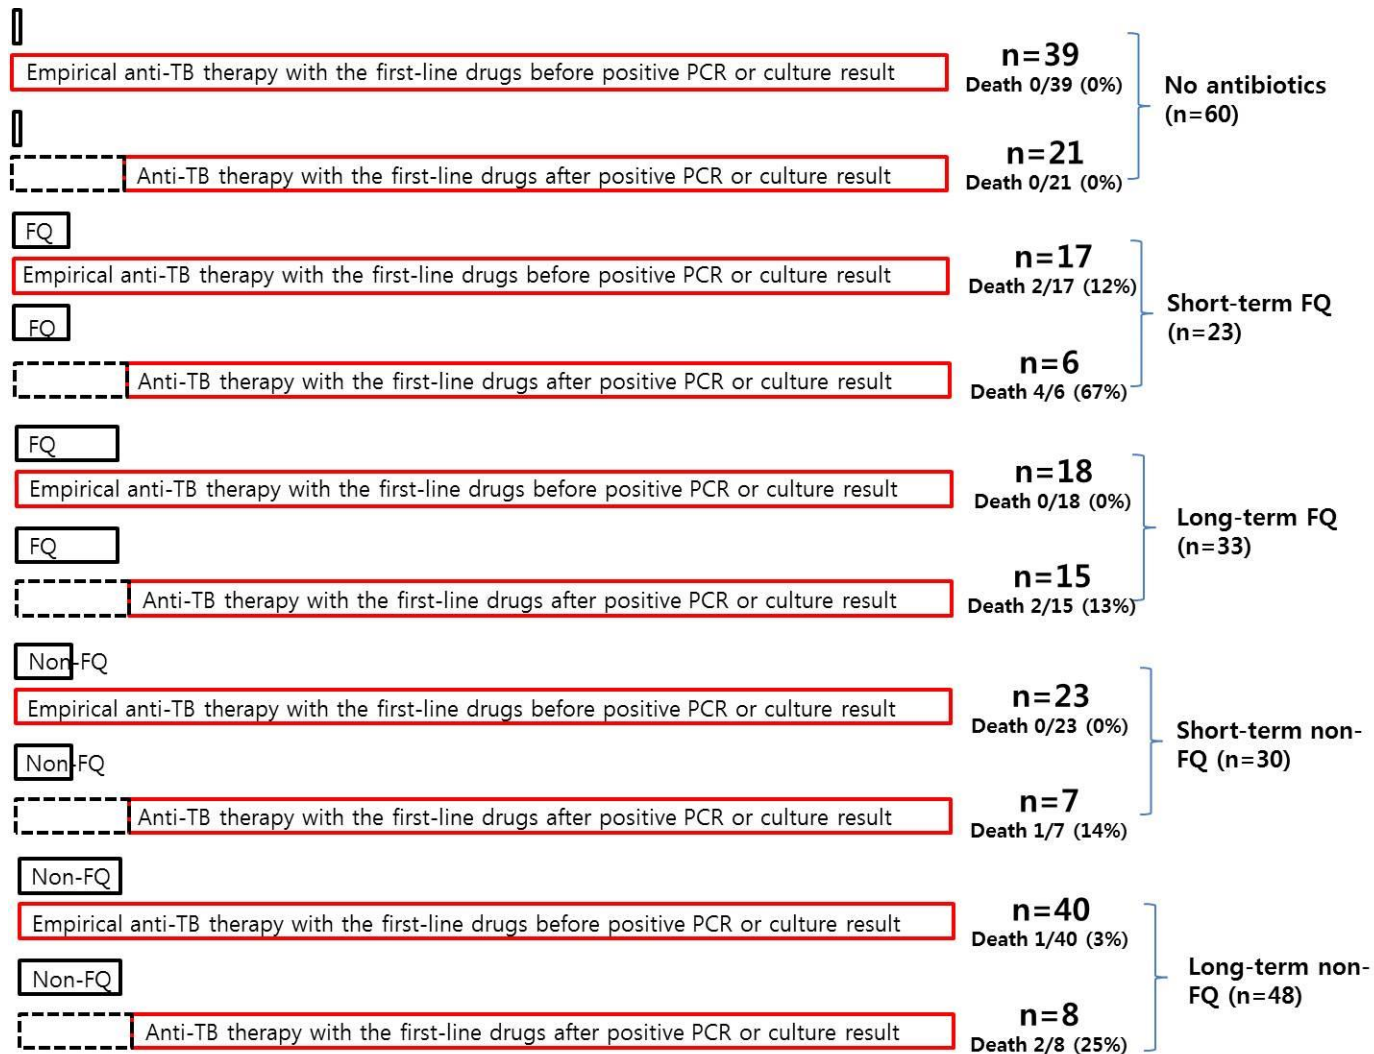 Empirical anti-TB therapy with the first-line drugs before positive PCR or culture result
n=39
Death 0/39 (0%)
No antibiotics
(n=60)
Anti-TB therapy with the first-line drugs after positive PCR or culture result
n=21
Death 0/21 (0%)
FQ
Empirical anti-TB therapy with the first-line drugs before positive PCR or culture result
n=17
Death 2/17 (12%)
Short-term FQ
(n=23)
FQ
Anti-TB therapy with the first-line drugs after positive PCR or culture result
n=6
Death 4/6 (67%)
FQ
Empirical anti-TB therapy with the first-line drugs before positive PCR or culture result
n=18
Death 0/18 (0%)
Long-term FQ
(n=33)
FQ
Anti-TB therapy with the first-line drugs after positive PCR or culture result
n=15
Death 2/15 (13%)
Non-FQ
Empirical anti-TB therapy with the first-line drugs before positive PCR or culture result
n=23
Death 0/23 (0%)
Short-term non-
FQ (n=30)
Non-FQ
Anti-TB therapy with the first-line drugs after positive PCR or culture result
n=7
Death 1/7 (14%)
Non-FQ
Empirical anti-TB therapy with the first-line drugs before positive PCR or culture result
n=40
Death 1/40 (3%)
Long-term non-
FQ (n=48)
Non-FQ
Anti-TB therapy with the first-line drugs after positive PCR or culture result
n=8
Death 2/8 (25%)